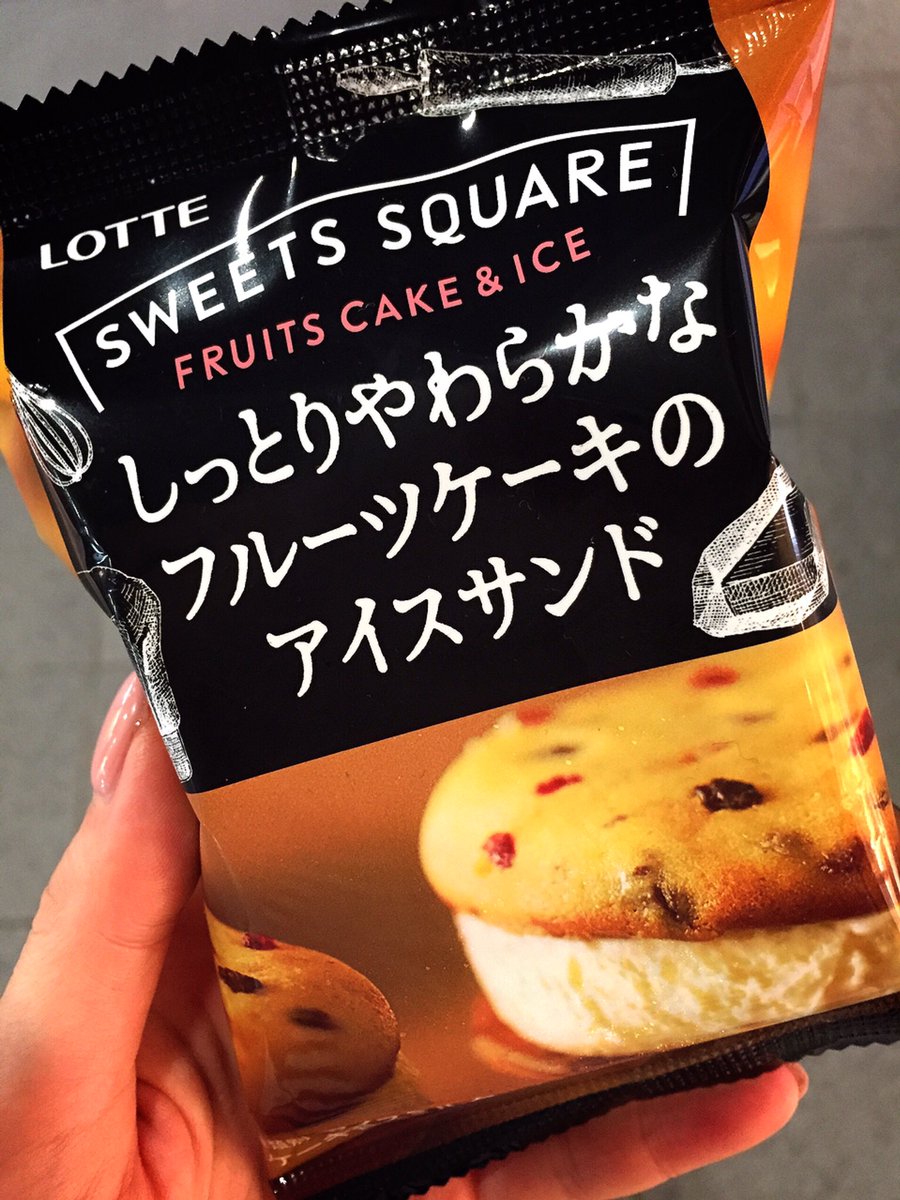 LOTTE
SWEETS SQUARE
FRUITS CAKE & ICE
しっとりやわらかな
フルーツケーキの
アイスサンド